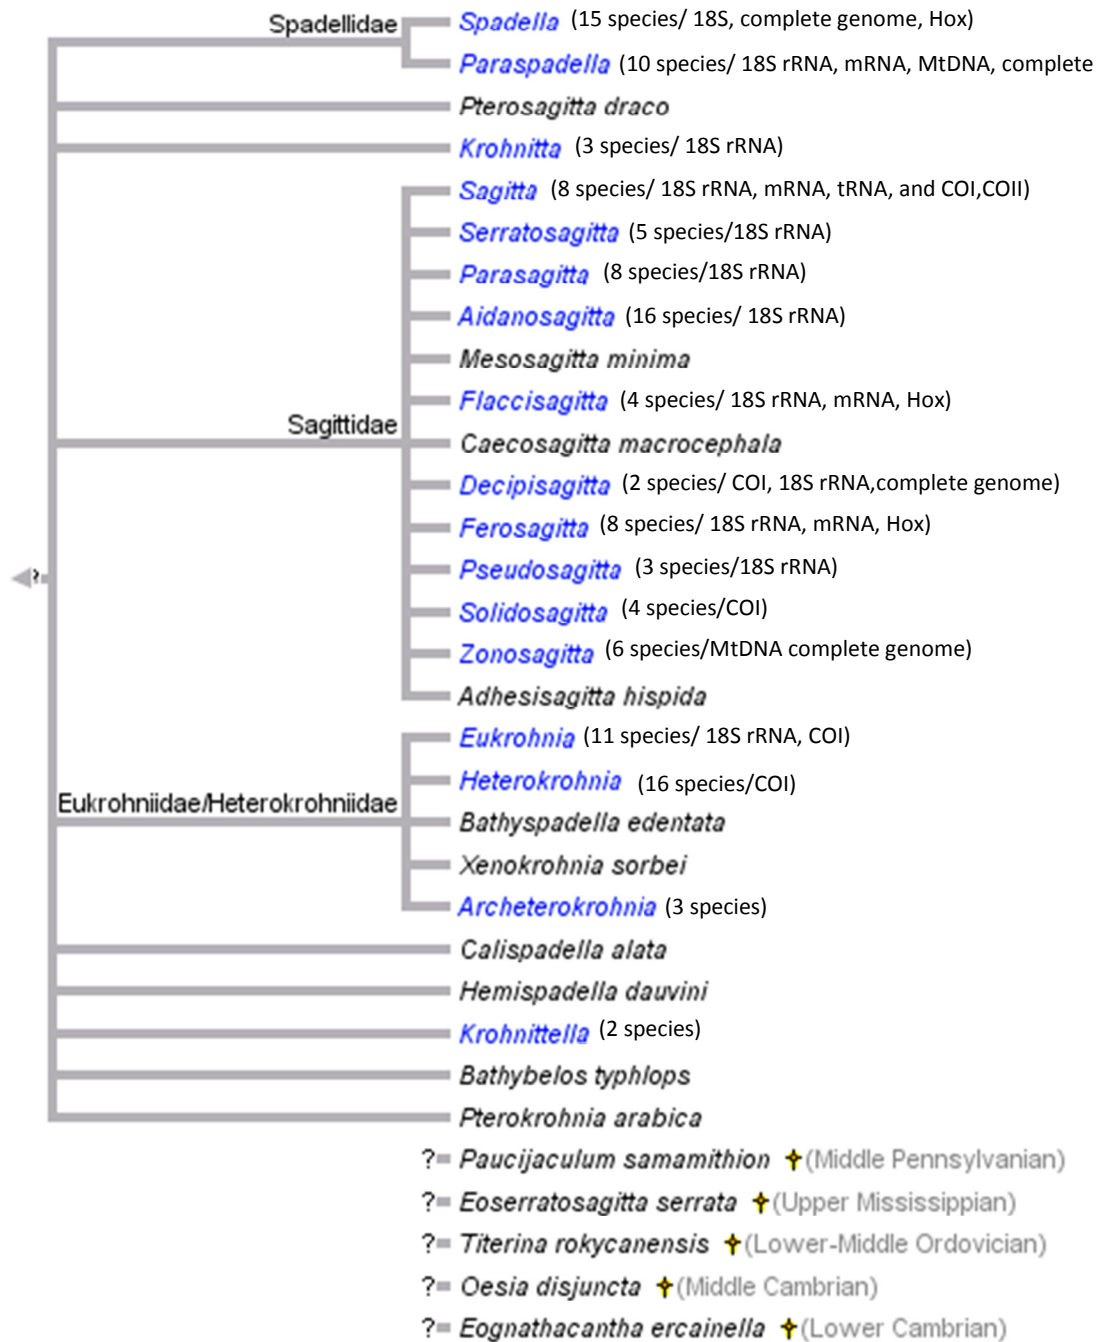 Spadellidae
Spadella (15 species/ 18S, complete genome, Hox)
Paraspadella (10 species/ 18S rRNA, mRNA, MtDNA, complete
Pterosagitta draco
Krohnitta (3 species/ 18S rRNA)
Sagitta (8 species/ 18S rRNA, mRNA, tRNA, and COI,COII)
Serratosagitta (5 species/18S rRNA)
Parasagitta (8 species/18S rRNA)
Aidanosagitta (16 species/ 18S rRNA)
Mesosagitta minima
Flaccisagitta (4 species/ 18S rRNA, mRNA, Hox)
Sagittidae
Caecosagitta macrocephala
Decipisagitta (2 species/ COI, 18S rRNA,complete genome)
Ferosagitta (8 species/ 18S rRNA, mRNA, Hox)
?
Pseudosagitta (3 species/18S rRNA)
Solidosagitta (4 species/COI)
Zonosagitta (6 species/MtDNA complete genome)
Adhesisagitta hispida
Eukrohnia (11 species/ 18S rRNA, COI)
Heterokrohnia (16 species/COI)
Eukrohniidae/Heterokrohniidae
Bathyspadella edentata
Xenokrohnia sorbei
Archeterokrohnia (3 species)
Calispadella alata
Hemispadella dauvini
Krohnittella (2 species)
Bathybelos typhlops
Pterokrohnia arabica
?= Paucijaculum samamithion ✝(Middle Pennsylvanian)
?= Eoserratosagitta serrata ✝(Upper Mississippian)
?= Titerina rokycanensis ✝(Lower-Middle Ordovician)
?= Oesia disjuncta ✝(Middle Cambrian)
?= Eognathacantha ercainella ✝(Lower Cambrian)